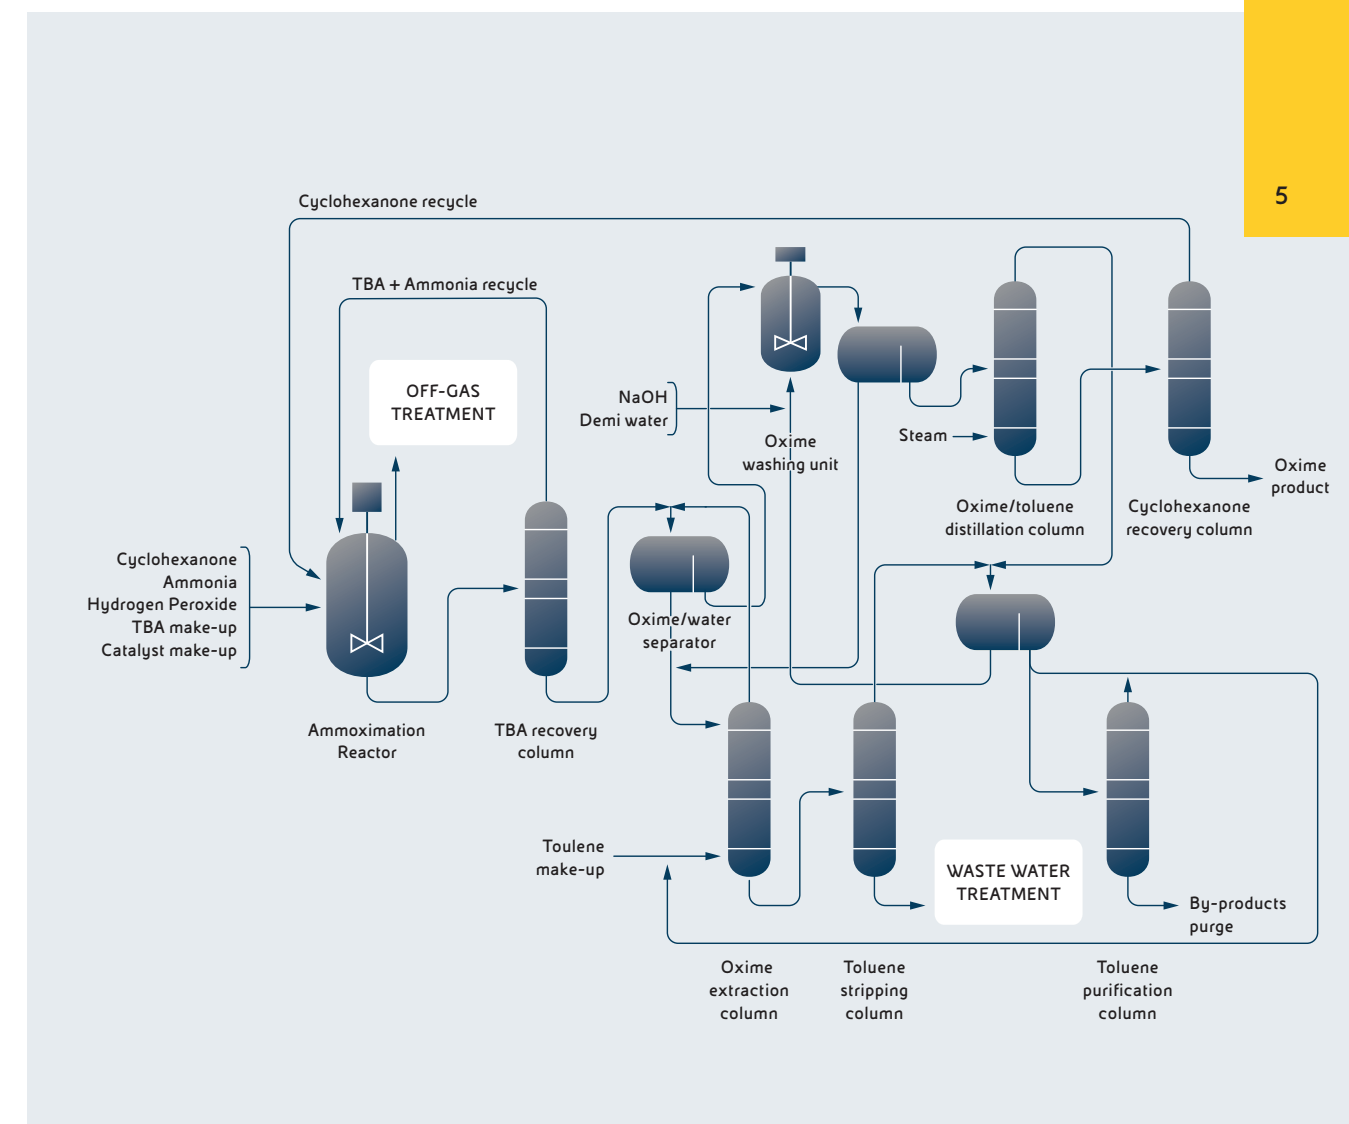 5
Cyclohexanone recycle
TBA + Ammonia recycle
OFF-GAS
TREATMENT
NaOH
Demi water
Oxime
washing unit
Steam
Oxime
product
Oxime/toluene
distillation column
Cyclohexanone
recovery column
Cyclohexanone
Ammonia
Hydrogen Peroxide
TBA make-up
Catalyst make-up
Oxime/water
separator
Ammoximation
Reactor
TBA recovery
column
Toulene
make-up
WASTE WATER
TREATMENT
By-products
purge
Oxime
extraction
column
Toluene
stripping
column
Toluene
purification
column